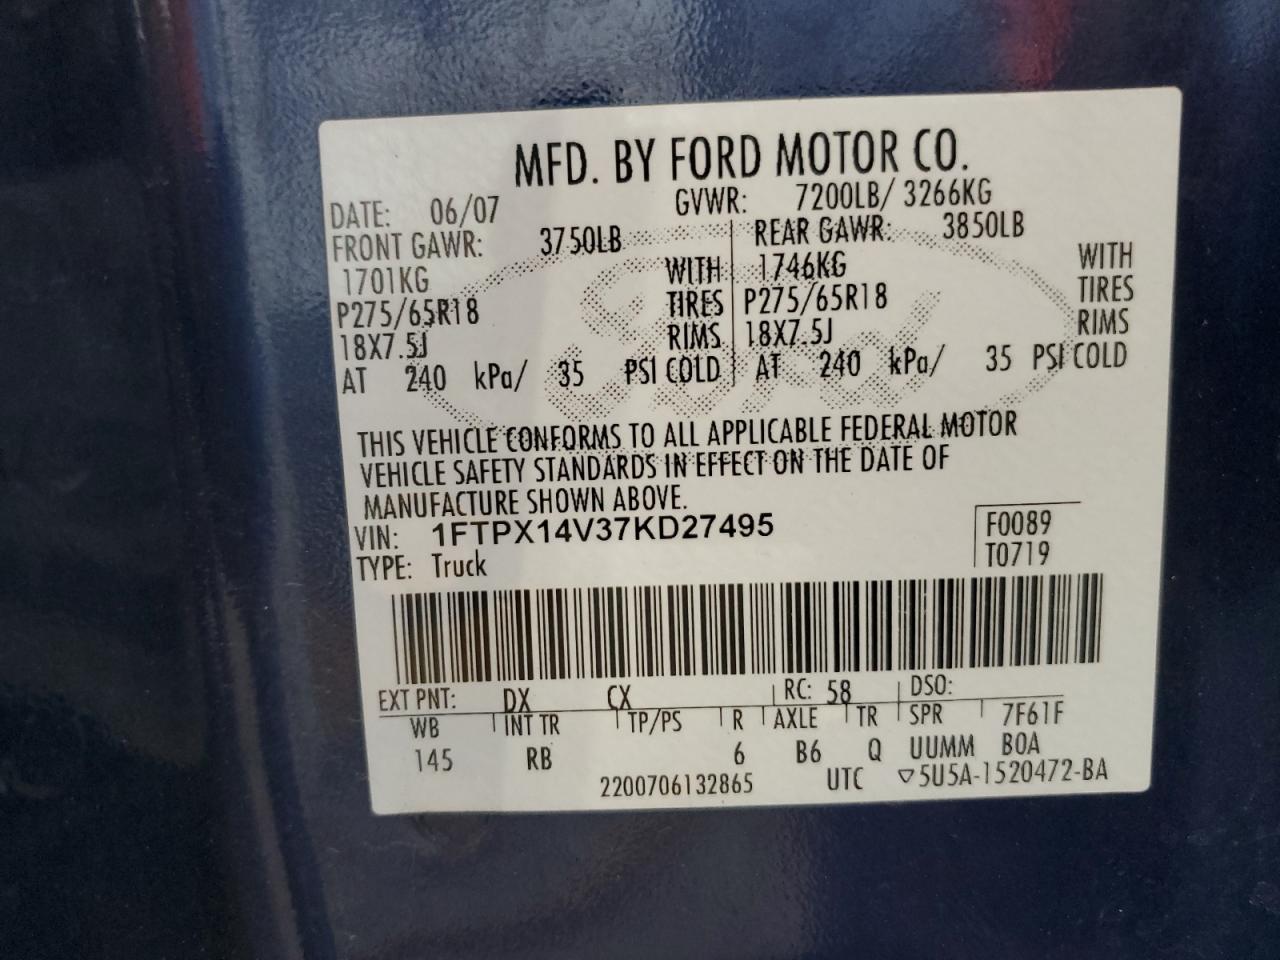 MFD. BY FORD MOTOR CO.
DATE: 06/07 GVWR: 7200LB/ 3266KG
FRONT GAWR: 3750LB REAR GAWR: 3850LB
1701KG WITH 1746KG WITH
P275/65R18 TIRES P275/65R18 TIRES
18X7.5J RIMS 18X7.5J RIMS
AT 240 kPa/ 35 PSI COLD AT 240 kPa/ 35 PSI COLD
Ford
THIS VEHICLE CONFORMS TO ALL APPLICABLE FEDERAL MOTOR
VEHICLE SAFETY STANDARDS IN EFFECT ON THE DATE OF
MANUFACTURE SHOWN ABOVE.
VIN: 1FTPX14V37KD27495 F0089
TYPE: Truck T0719
EXT PNT: DX CX RC: 58 DSO:
WB INT TR TP/PS R AXLE TR SPR 7F61F
145 RB 6 B6 Q UUMM B0A
2200706132865 UTC ▽5U5A-1520472-BA